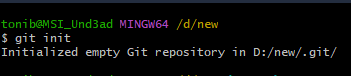 tonib@MSI_Und3ad MINGW64 /d/new
$ git init
Initialized empty Git repository in D:/new/.git/